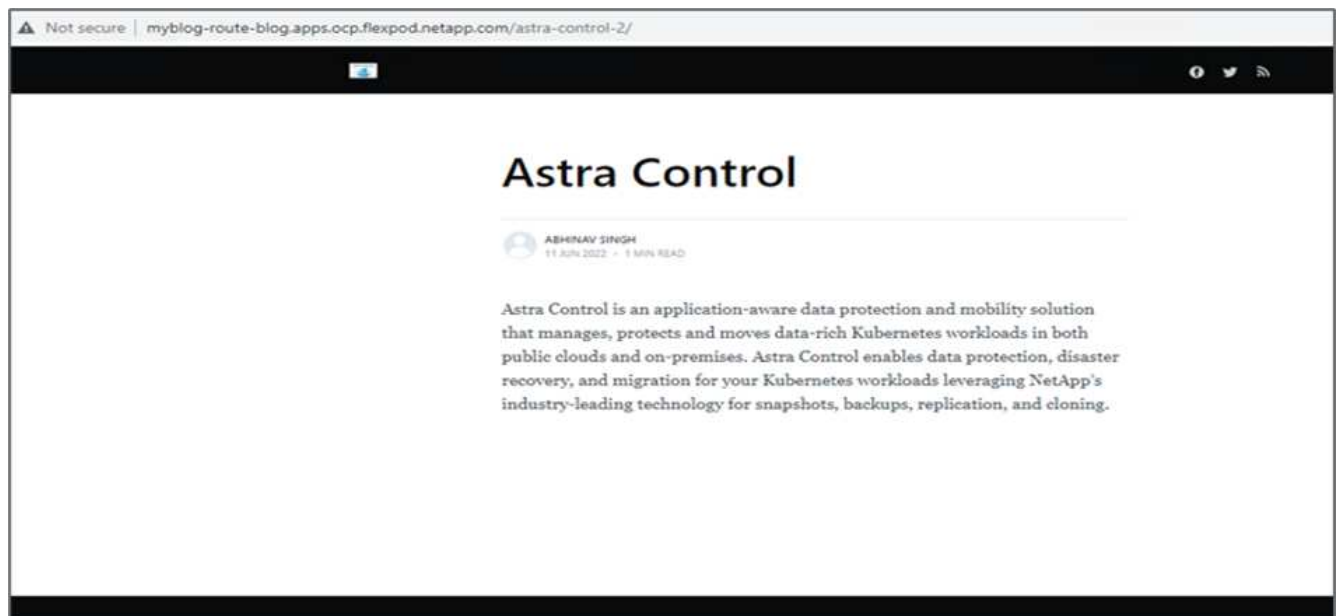 Not secure | myblog-route-blog.apps.ocp.flexpod.netapp.com/astra-control-2/
Astra Control
ABHINAV SINGH
11 JUN 2022 • 1 MIN READ
Astra Control is an application-aware data protection and mobility solution
that manages, protects and moves data-rich Kubernetes workloads in both
public clouds and on-premises. Astra Control enables data protection, disaster
recovery, and migration for your Kubernetes workloads leveraging NetApp's
industry-leading technology for snapshots, backups, replication, and cloning.